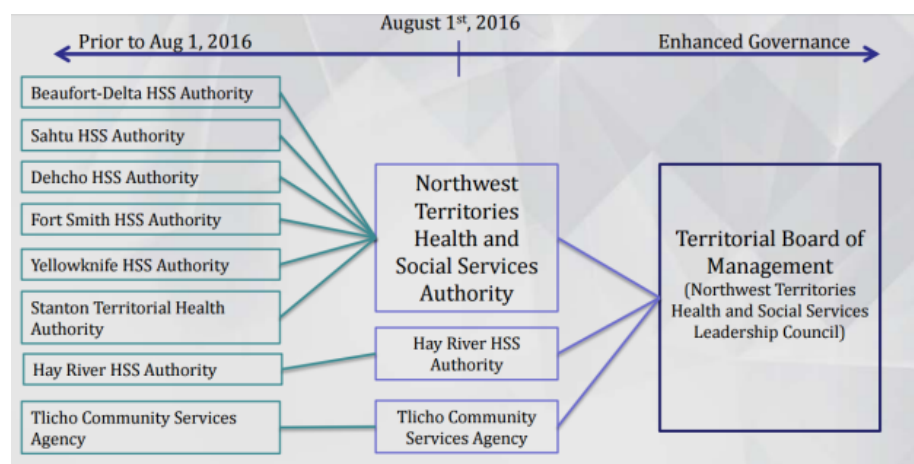 Prior to Aug 1, 2016
August 1st, 2016
Enhanced Governance
Beaufort-Delta HSS Authority
Sahtu HSS Authority
Dehcho HSS Authority
Fort Smith HSS Authority
Yellowknife HSS Authority
Stanton Territorial Health
Authority
Hay River HSS Authority
Tlicho Community Services
Agency
Northwest
Territories
Health and
Social Services
Authority
Hay River HSS
Authority
Tlicho Community
Services Agency
Territorial Board of
Management
(Northwest Territories
Health and Social Services
Leadership Council)